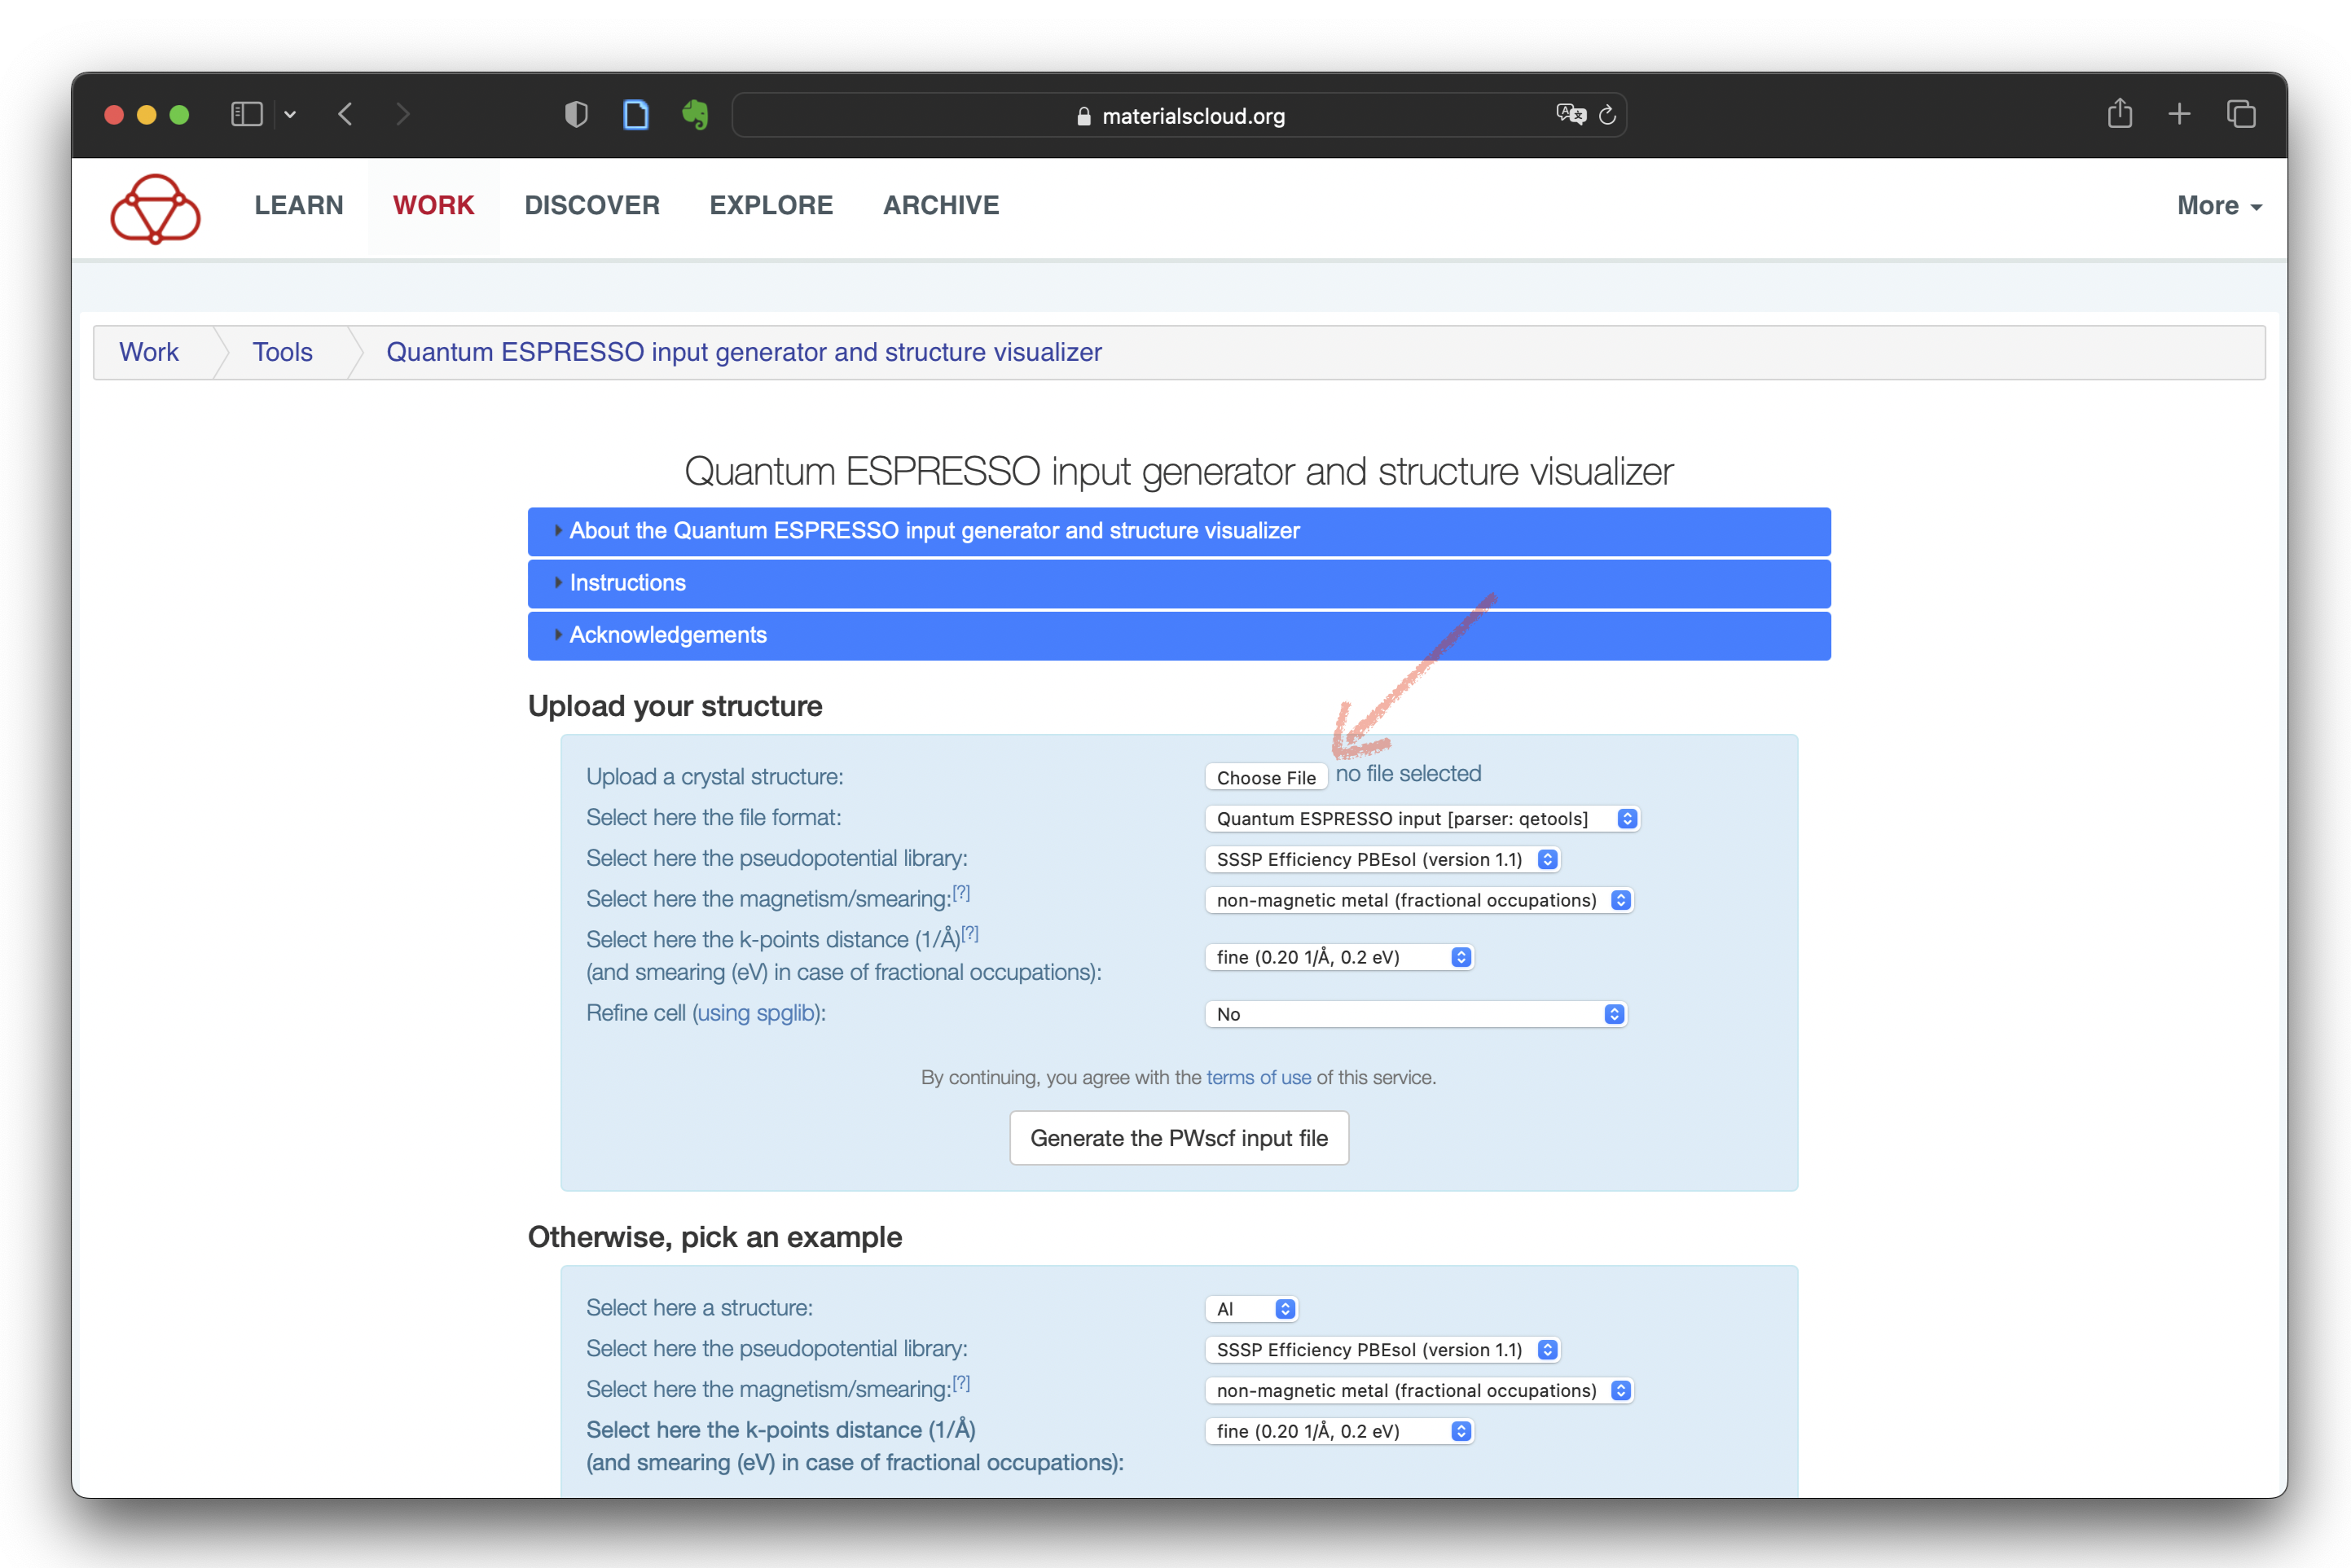 materialscloud.org
LEARN WORK DISCOVER EXPLORE ARCHIVE More
Work Tools Quantum ESPRESSO input generator and structure visualizer
Quantum ESPRESSO input generator and structure visualizer
About the Quantum ESPRESSO input generator and structure visualizer
Instructions
Acknowledgements
Upload your structure
Upload a crystal structure: Choose File no file selected
Select here the file format: Quantum ESPRESSO input [parser: qetools]
Select here the pseudopotential library: SSSP Efficiency PBEsol (version 1.1)
Select here the magnetism/smearing:[?] non-magnetic metal (fractional occupations)
Select here the k-points distance (1/Å)[?]
(and smearing (eV) in case of fractional occupations): fine (0.20 1/Å, 0.2 eV)
Refine cell (using spglib): No
By continuing, you agree with the terms of use of this service.
Generate the PWscf input file
Otherwise, pick an example
Select here a structure: Al
Select here the pseudopotential library: SSSP Efficiency PBEsol (version 1.1)
Select here the magnetism/smearing:[?] non-magnetic metal (fractional occupations)
Select here the k-points distance (1/Å) fine (0.20 1/Å, 0.2 eV)
(and smearing (eV) in case of fractional occupations):